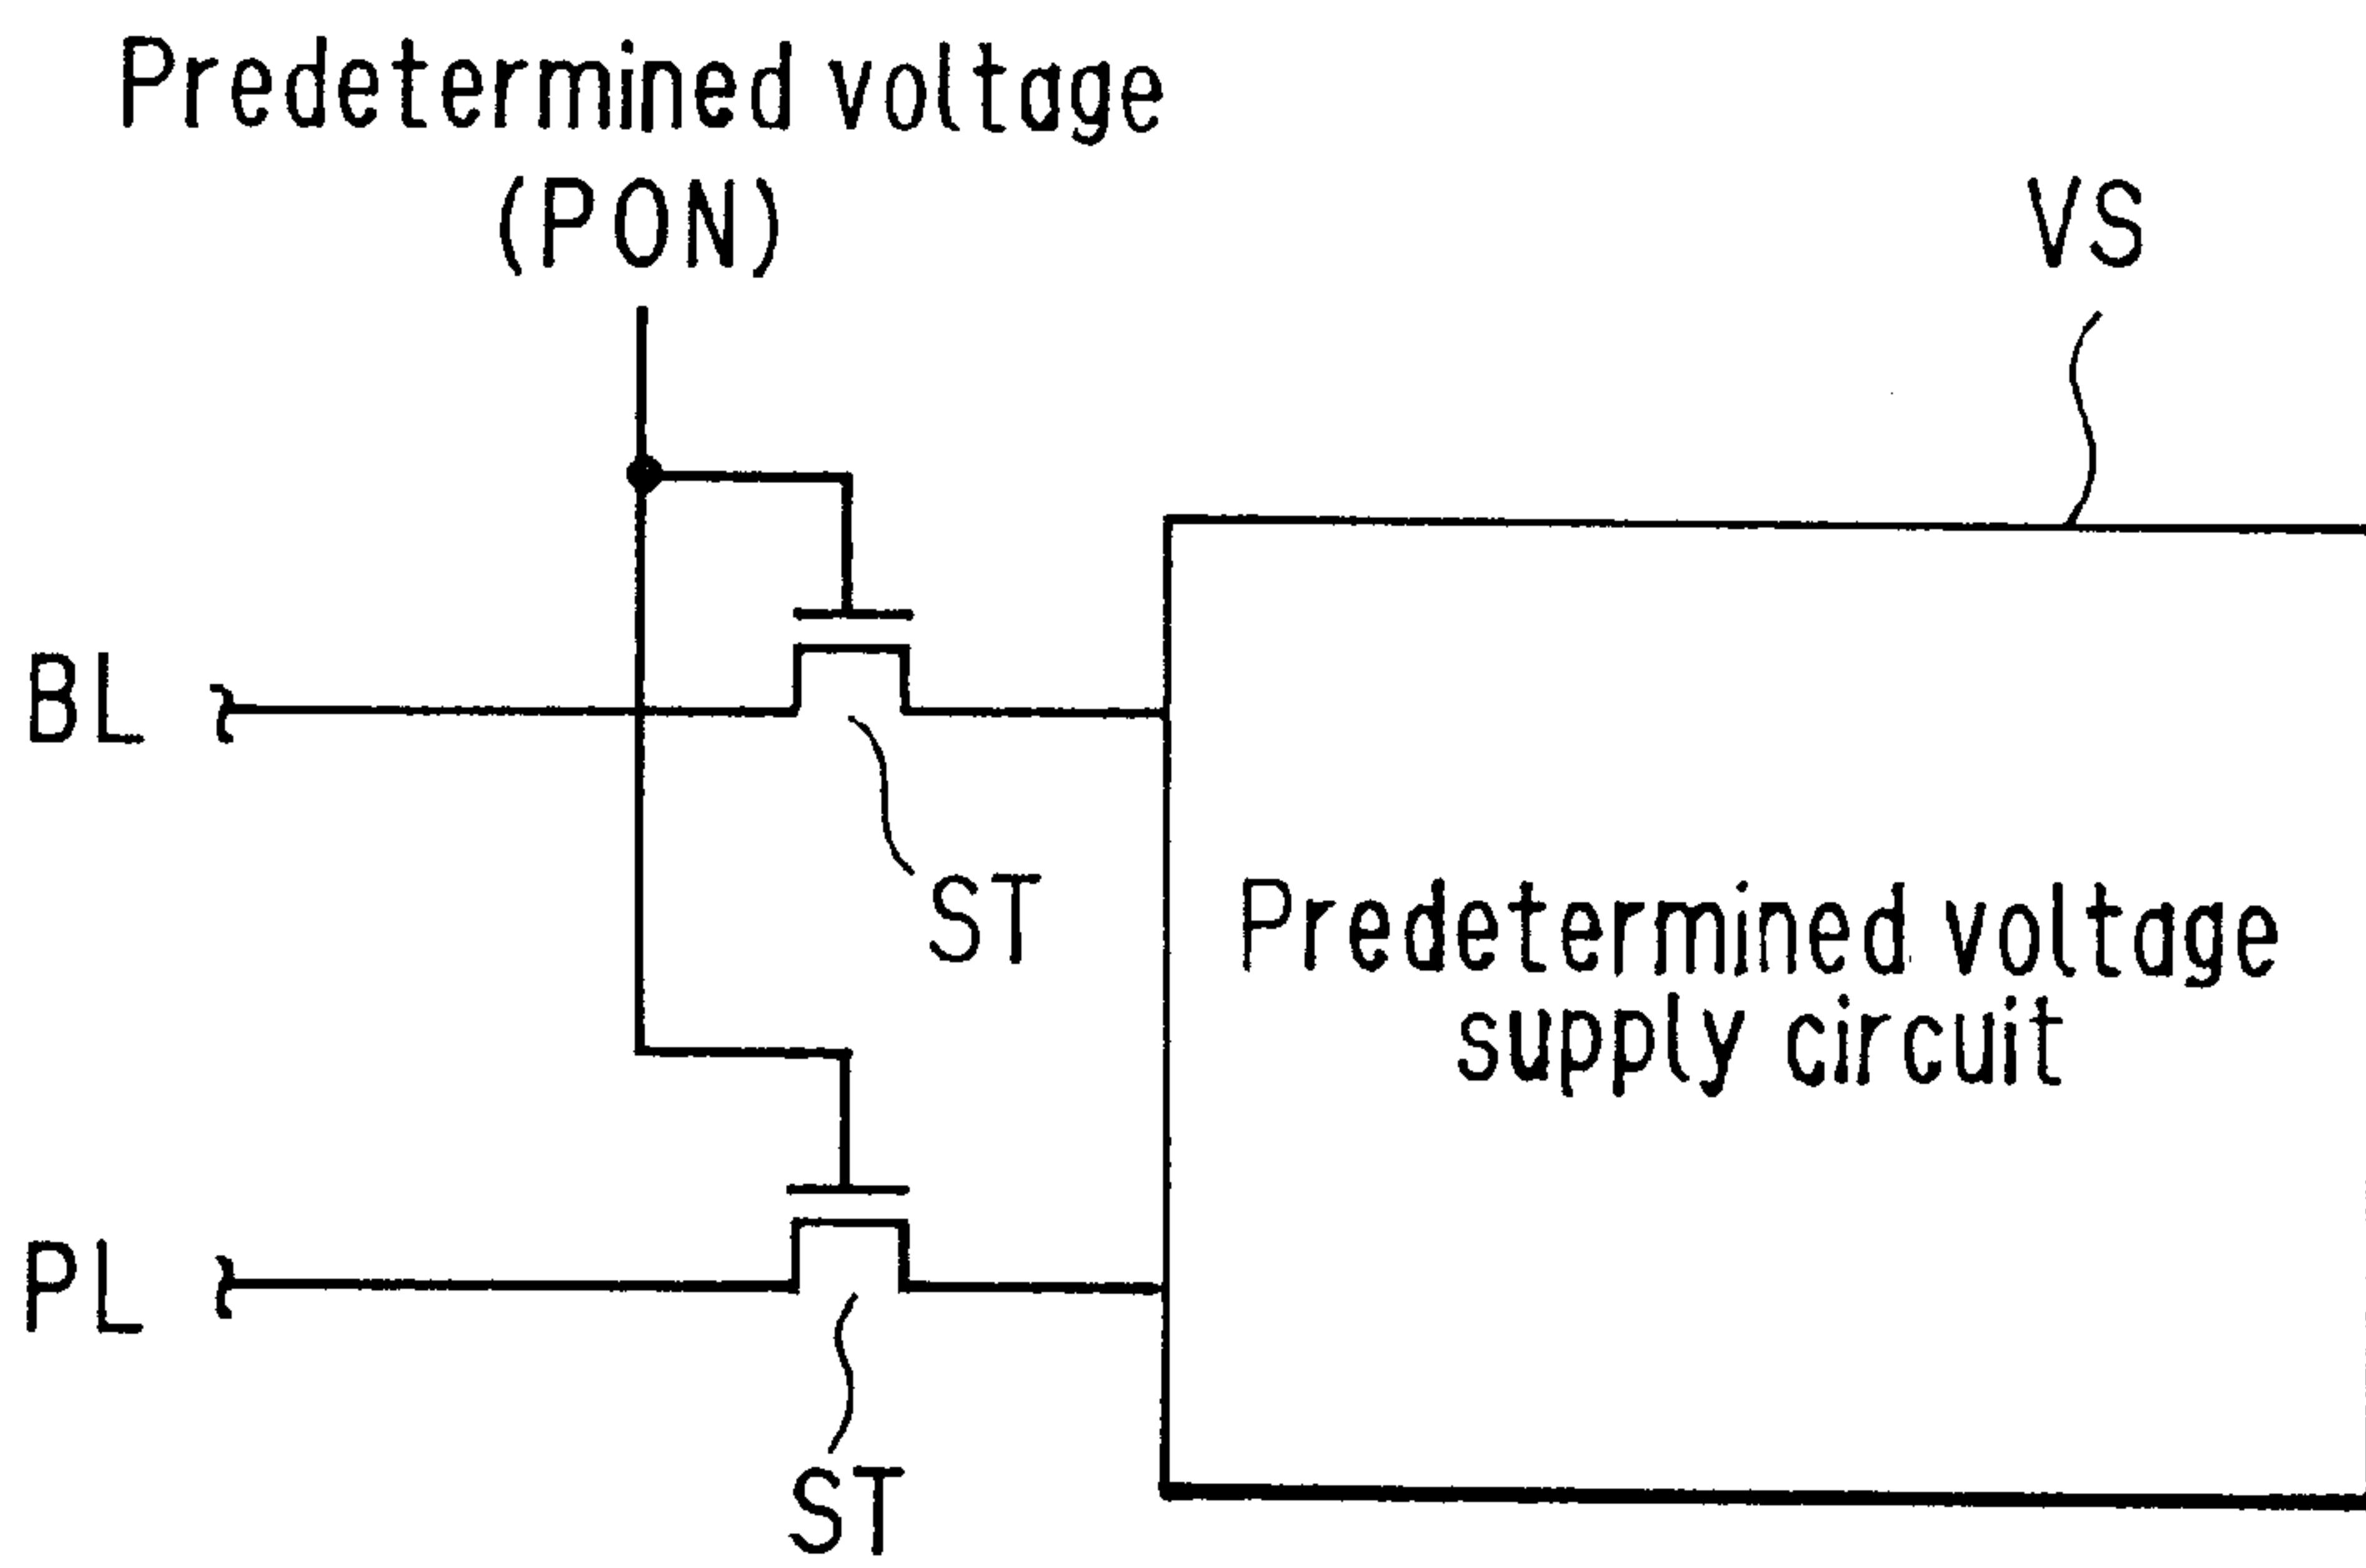 Predetermined voltage
(PON)
VS
BL
ST
Predetermined voltage
supply circuit
PL
ST